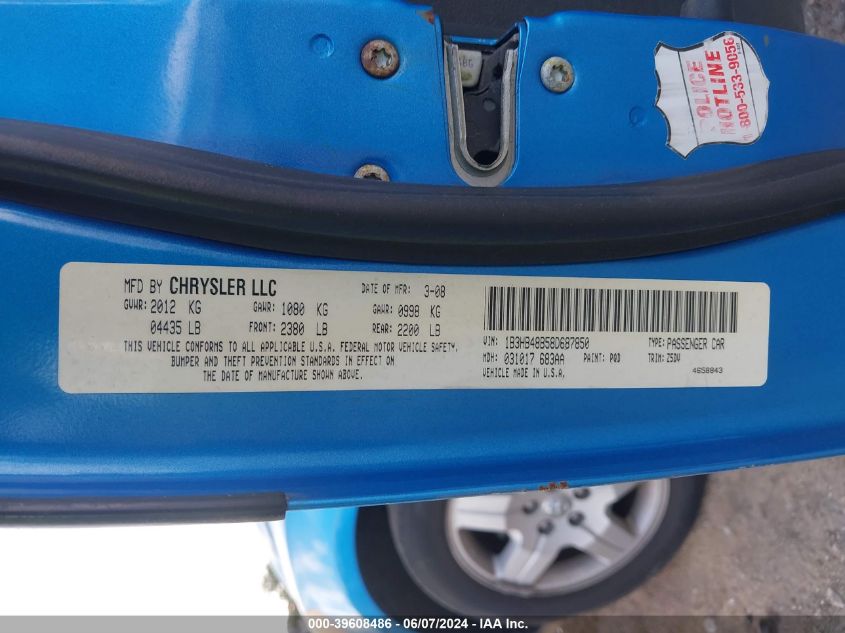 POLICE
HOTLINE
1-800-533-9056
MFD BY CHRYSLER LLC
DATE OF MFR: 3-08
GVWR: 2012 KG
GAWR: 1080 KG
GAWR: 0998 KG
04435 LB
FRONT: 2380 LB
REAR: 2200 LB
THIS VEHICLE CONFORMS TO ALL APPLICABLE U.S.A. FEDERAL MOTOR VEHICLE SAFETY,
BUMPER AND THEFT PREVENTION STANDARDS IN EFFECT ON
THE DATE OF MANUFACTURE SHOWN ABOVE.
VIN: 1B3HB48B58D687850
TYPE: PASSENGER CAR
MDH: 031017 683AA
PAINT: PQD
TRIM: Z5DV
VEHICLE MADE IN U.S.A.
4658843
000-39608486 - 06/07/2024 - IAA Inc.